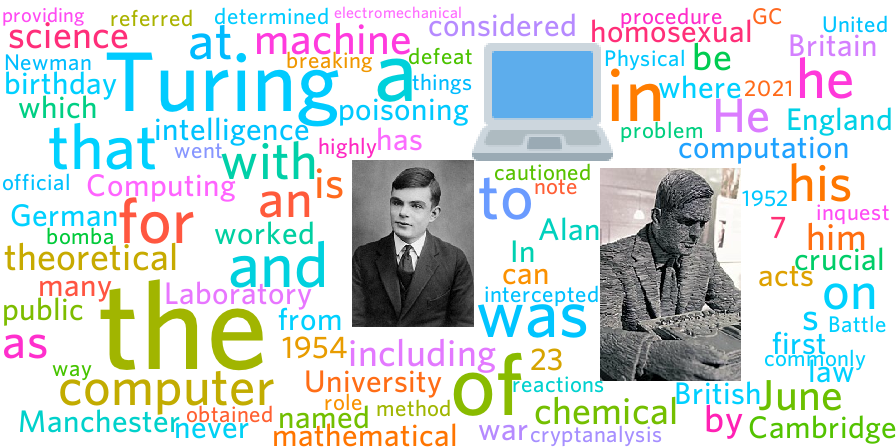 providing
referred
determined
electromechanical
considered
procedure
GC
United
science
at
machine
homosexual
Britain
Newman
breaking
defeat
Physical
be
he
birthday
Turing
a
things
in
where
2021
which
poisoning
He
England
that
intelligence
highly
has
problem
computation
went
with
official
Computing
is
cautioned
note
to
1952
his
German
for
an
7
inquest
bomba
worked
Alan
him
theoretical
and
In
crucial
many
Laboratory
can
acts
on
public
the
from
intercepted
was
s
Battle
as
1954
including
23
first
commonly
law
way
computer
University
of
reactions
British
June
Manchester
never
obtained
named
role
method
chemical
by
Cambridge
mathematical
war
cryptanalysis